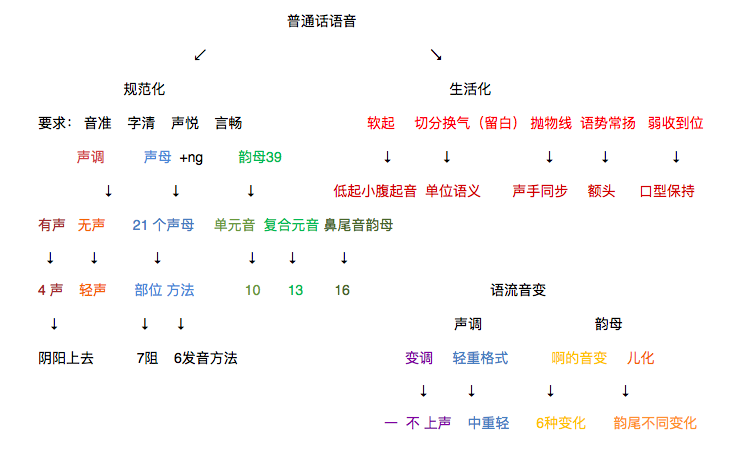 普通话语音
↙ ↘
规范化 生活化
要求： 音准 字清 声悦 言畅 软起 切分换气（留白） 抛物线 语势常扬 弱收到位
声调 声母 +ng 韵母39 ↓ ↓ ↓ ↓ ↓
↓ ↓ ↓ 低起小腹起音 单位语义 声手同步 额头 口型保持
有声 无声 21 个声母 单元音 复合元音 鼻尾音韵母
↓ ↓ ↓ ↓ ↓ ↓
4 声 轻声 部位 方法 10 13 16 语流音变
↓ ↓ ↓ 声调 韵母
阴阳上去 7阻 6发音方法 变调 轻重格式 啊的音变 儿化
↓ ↓ ↓ ↓
一 不 上声 中重轻 6种变化 韵尾不同变化